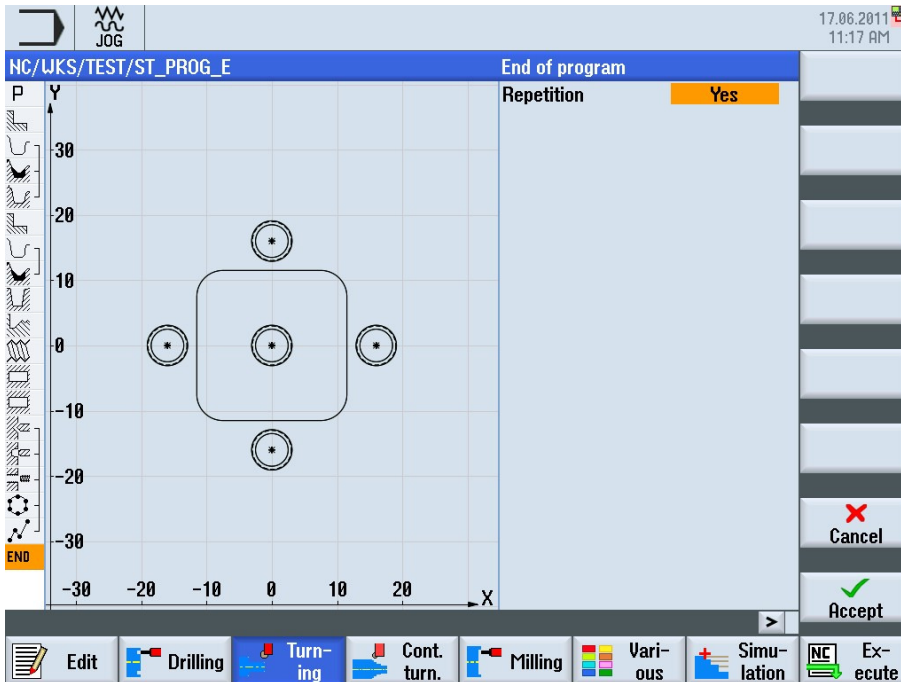 JOG
17.06.2011
11:17 AM
NC/WKS/TEST/ST_PROG_E
End of program
P
Y
Repetition
Yes
30
20
10
0
-10
-20
-30
END
-30 -20 -10 0 10 20
X
Cancel
Accept
>
Edit
Drilling
Turn-
ing
Cont.
turn.
Milling
Vari-
ous
Simu-
lation
NC
Ex-
ecute